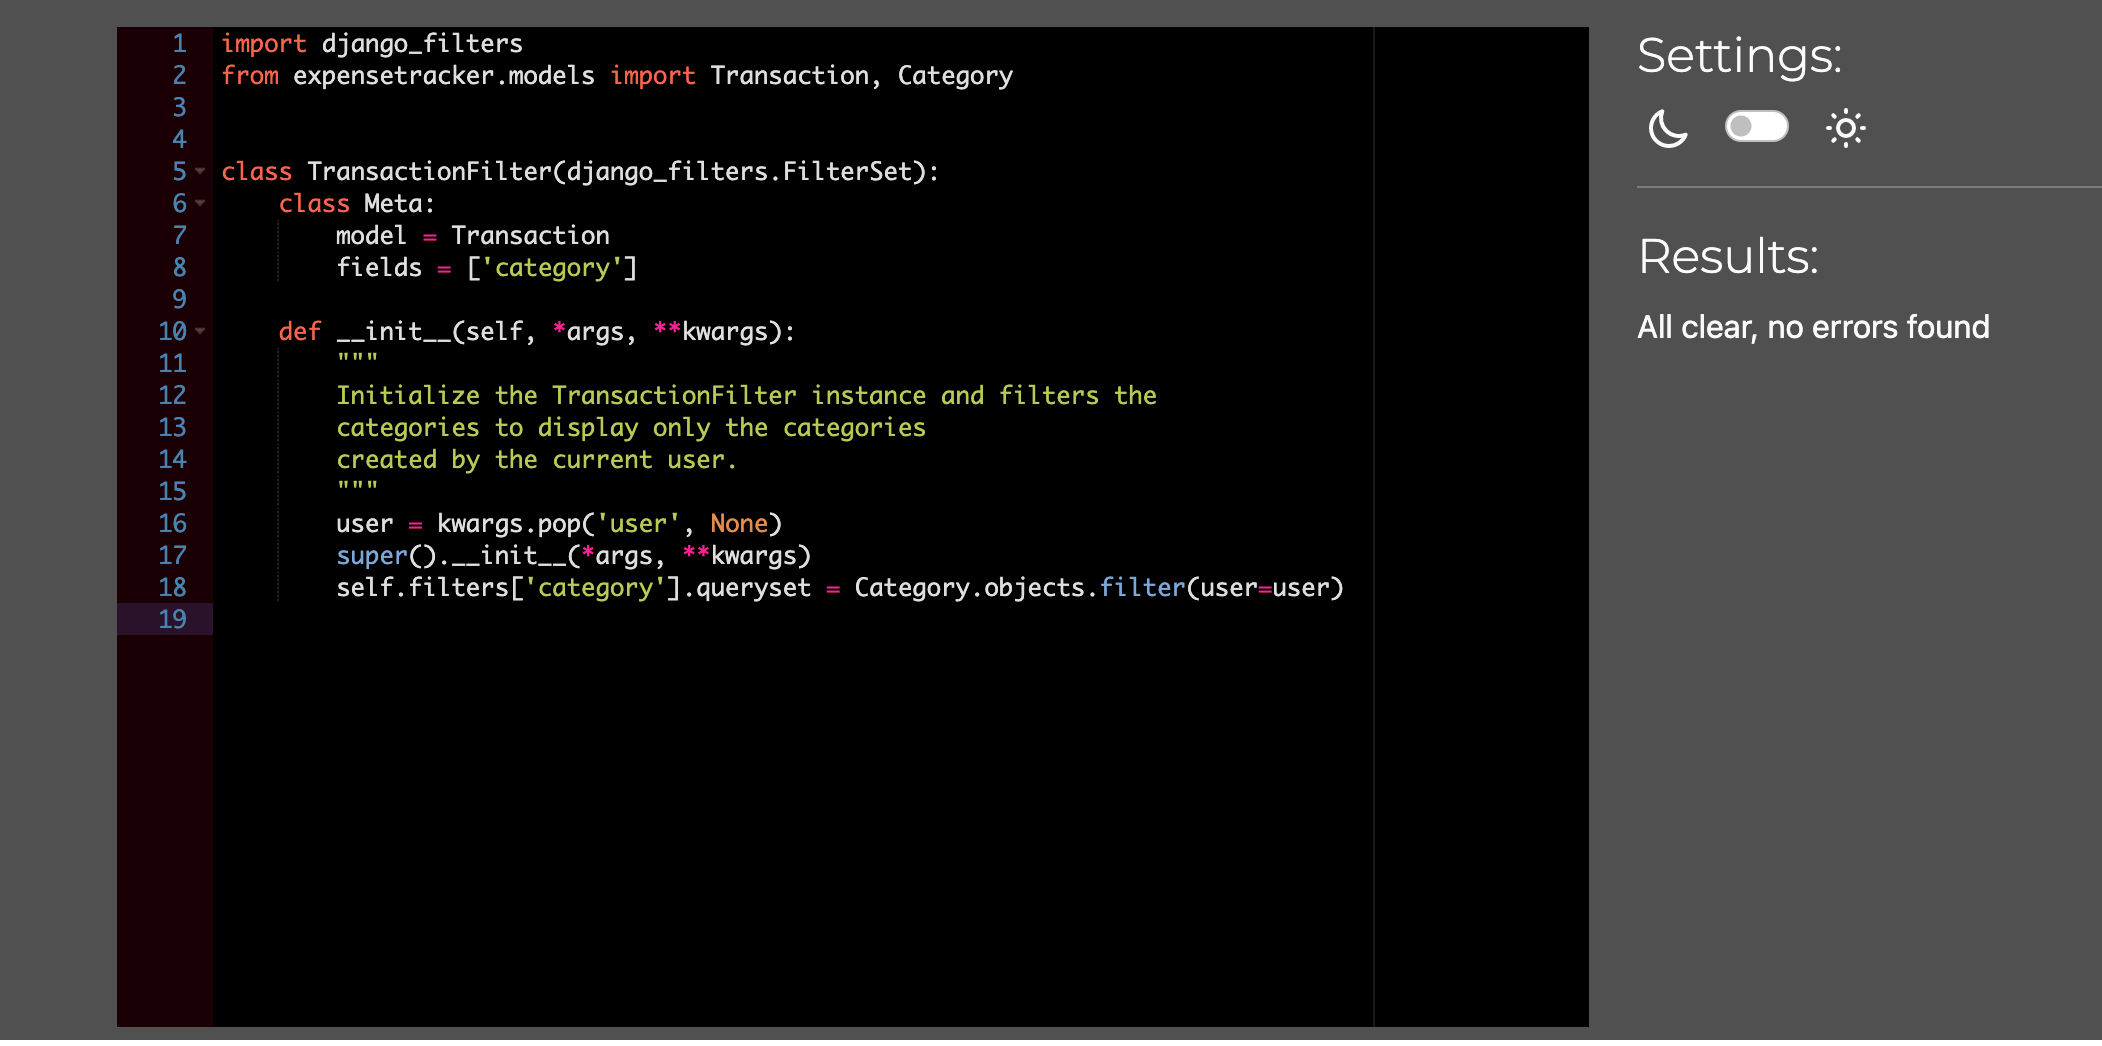 1 import django_filters
2 from expensetracker.models import Transaction, Category
3
4
5 class TransactionFilter(django_filters.FilterSet):
6     class Meta:
7         model = Transaction
8         fields = ['category']
9
10     def __init__(self, *args, **kwargs):
11         """
12         Initialize the TransactionFilter instance and filters the
13         categories to display only the categories
14         created by the current user.
15         """
16         user = kwargs.pop('user', None)
17         super().__init__(*args, **kwargs)
18         self.filters['category'].queryset = Category.objects.filter(user=user)
19
Settings:
Results:
All clear, no errors found